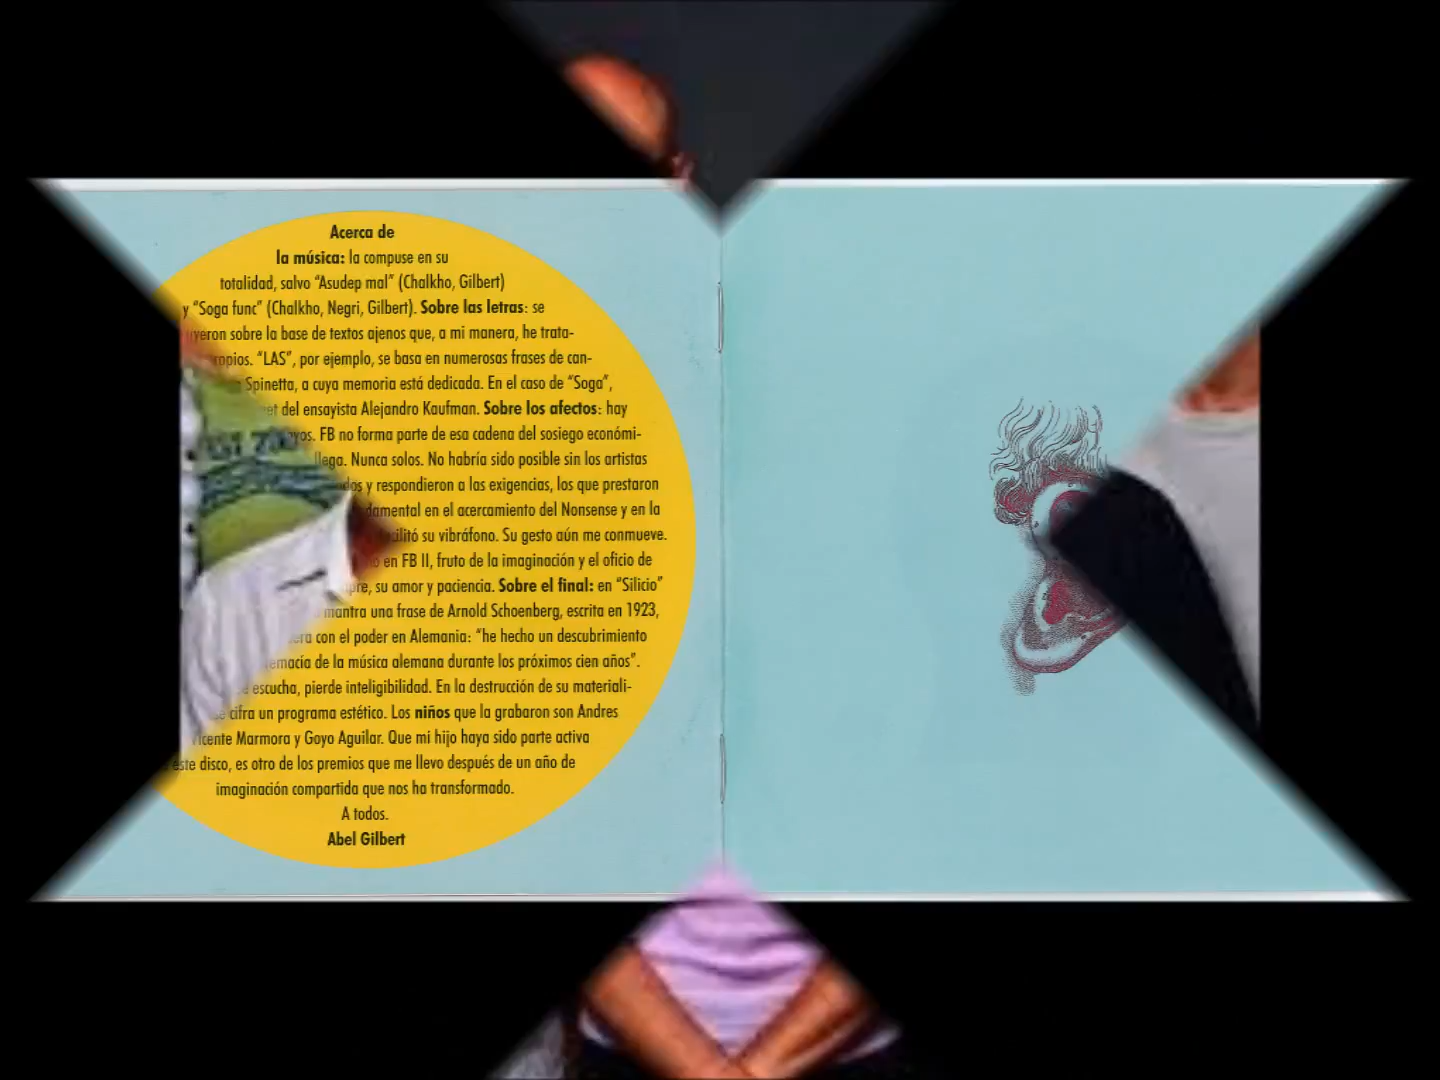 Acerca de
la música: la compuse en su
totalidad, salvo “Asudep mal” (Chalkho, Gilbert)
y “Soga func” (Chalkho, Negri, Gilbert). Sobre las letras: se
sobre la base de textos ajenos que, a mi manera, he trata-
“LAS”, por ejemplo, se basa en numerosas frases de can-
Spinetta, a cuya memoria está dedicada. En el caso de “Soga”,
del ensayista Alejandro Kaufman. Sobre los afectos: hay
FB no forma parte de esa cadena del sosiego económi-
llega. Nunca solos. No habría sido posible sin los artistas
y respondieron a las exigencias, los que prestaron
en el acercamiento del Nonsense y en la
su vibráfono. Su gesto aún me conmueve.
en FB II, fruto de la imaginación y el oficio de
su amor y paciencia. Sobre el final: en “Silicio”
mantra una frase de Arnold Schoenberg, escrita en 1923,
con el poder en Alemania: “he hecho un descubrimiento
de la música alemana durante los próximos cien años”.
escucha, pierde inteligibilidad. En la destrucción de su materiali-
cifra un programa estético. Los niños que la grabaron son Andres
Vicente Marmora y Goyo Aguilar. Que mi hijo haya sido parte activa
este disco, es otro de los premios que me llevo después de un año de
imaginación compartida que nos ha transformado.
A todos.
Abel Gilbert